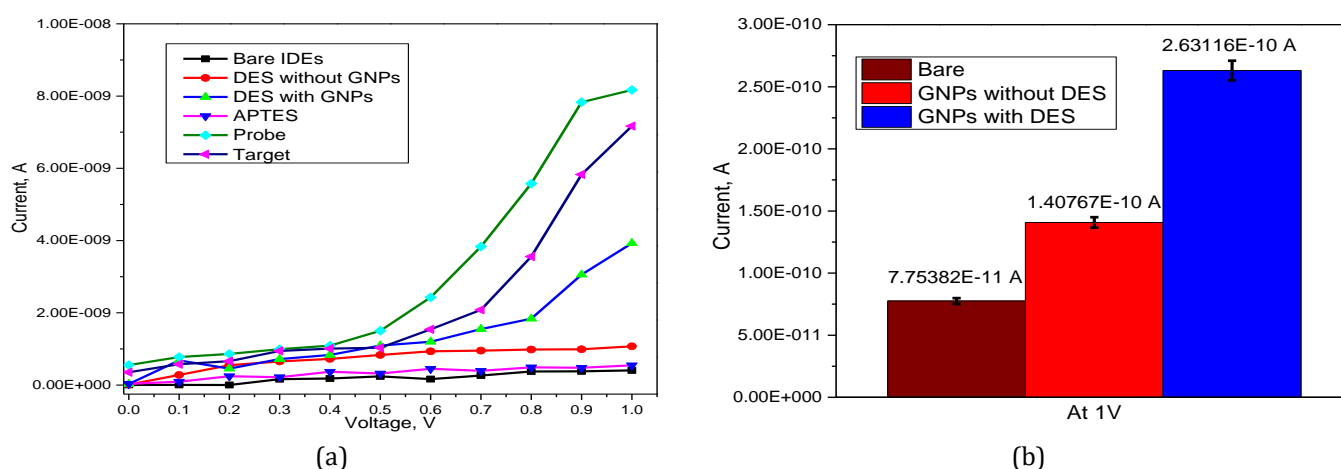 1.00E-008
8.00E-009
6.00E-009
4.00E-009
2.00E-009
0.00E+000
Current, A
Bare IDEs
DES without GNPs
DES with GNPs
APTES
Probe
Target
0.0 0.1 0.2 0.3 0.4 0.5 0.6 0.7 0.8 0.9 1.0
Voltage, V
(a)
3.00E-010
2.50E-010
2.00E-010
1.50E-010
1.00E-010
5.00E-011
0.00E+000
Current, A
Bare
GNPs without DES
GNPs with DES
7.75382E-11 A
1.40767E-10 A
2.63116E-10 A
At 1V
(b)